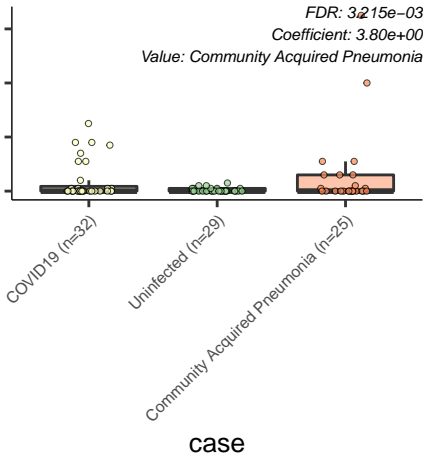 FDR: 3.215e−03
Coefficient: 3.80e+00
Value: Community Acquired Pneumonia
COVID19 (n=32)
Uninfected (n=29)
Community Acquired Pneumonia (n=25)
case